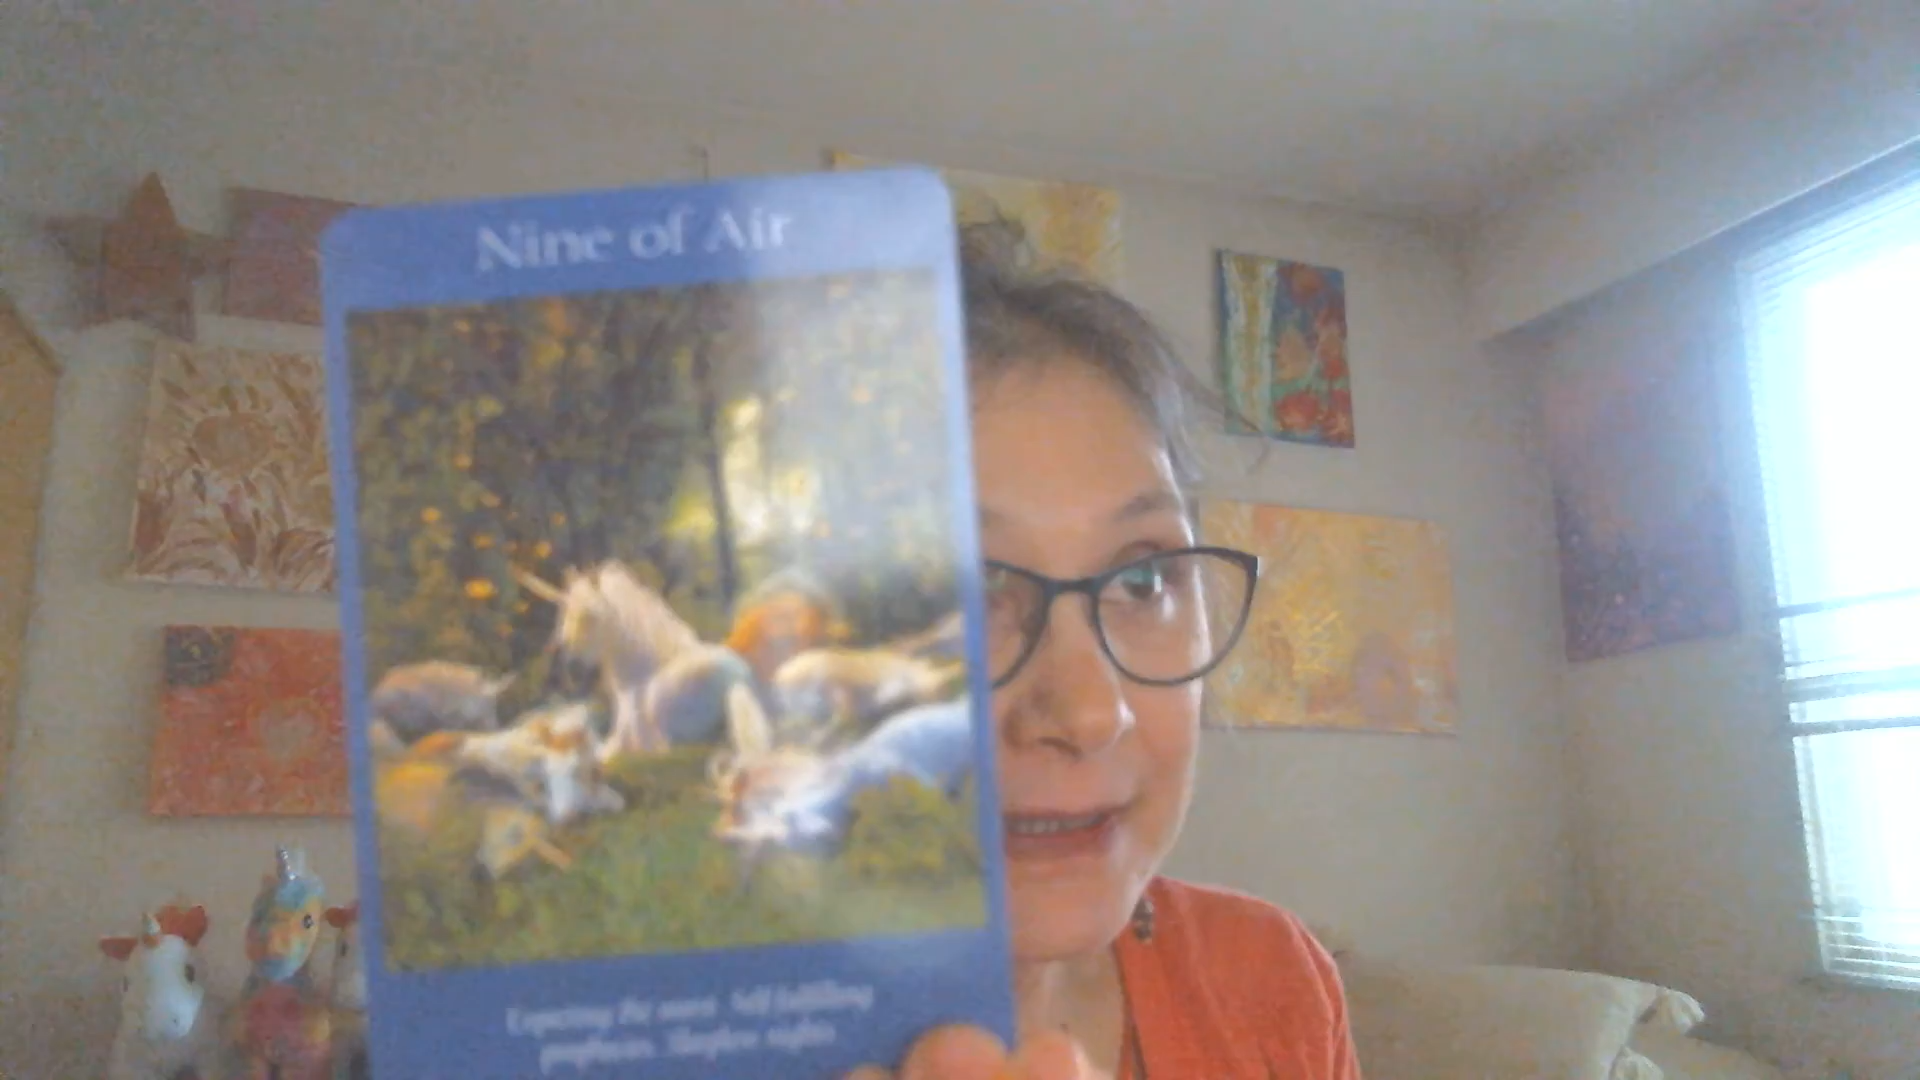 Nine of Air
Expecting the worst. Self-fulfilling
prophecies. Sleepless nights.